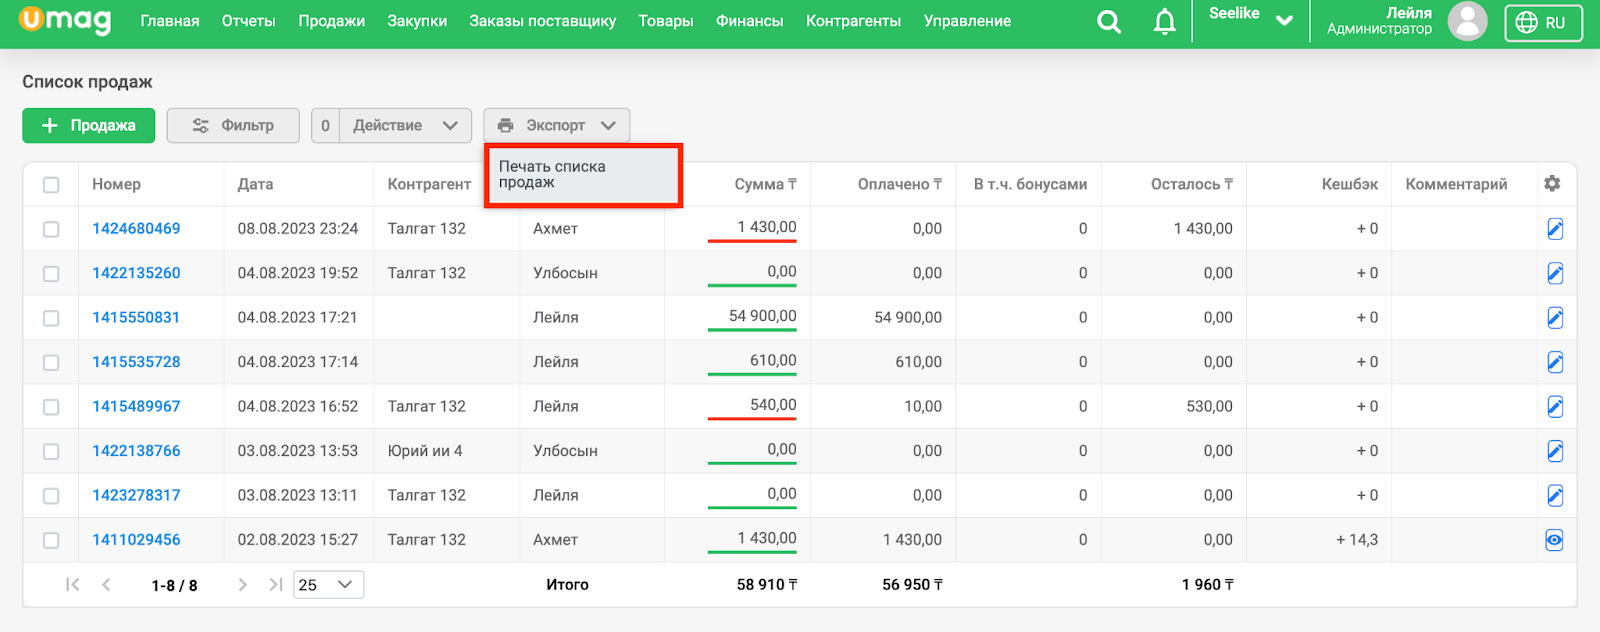 umag Главная Отчеты Продажи Закупки Заказы поставщику Товары Финансы Контрагенты Управление Seelike Лейля RU
Администратор
Список продаж
Продажа Фильтр 0 Действие Экспорт
Печать списка
продаж
Номер Дата Контрагент Сумма ₸ Оплачено ₸ В т.ч. бонусами Осталось ₸ Кешбэк Комментарий
1424680469 08.08.2023 23:24 Талгат 132 Ахмет 1 430,00 0,00 0 1 430,00 + 0
1422135260 04.08.2023 19:52 Талгат 132 Улбосын 0,00 0,00 0 0,00 + 0
1415550831 04.08.2023 17:21 Лейля 54 900,00 54 900,00 0 0,00 + 0
1415535728 04.08.2023 17:14 Лейля 610,00 610,00 0 0,00 + 0
1415489967 04.08.2023 16:52 Талгат 132 Лейля 540,00 10,00 0 530,00 + 0
1422138766 03.08.2023 13:53 Юрий ии 4 Улбосын 0,00 0,00 0 0,00 + 0
1423278317 03.08.2023 13:11 Талгат 132 Лейля 0,00 0,00 0 0,00 + 0
1411029456 02.08.2023 15:27 Талгат 132 Ахмет 1 430,00 1 430,00 0 0,00 + 14,3
1-8 / 8 25 Итого 58 910 ₸ 56 950 ₸ 1 960 ₸